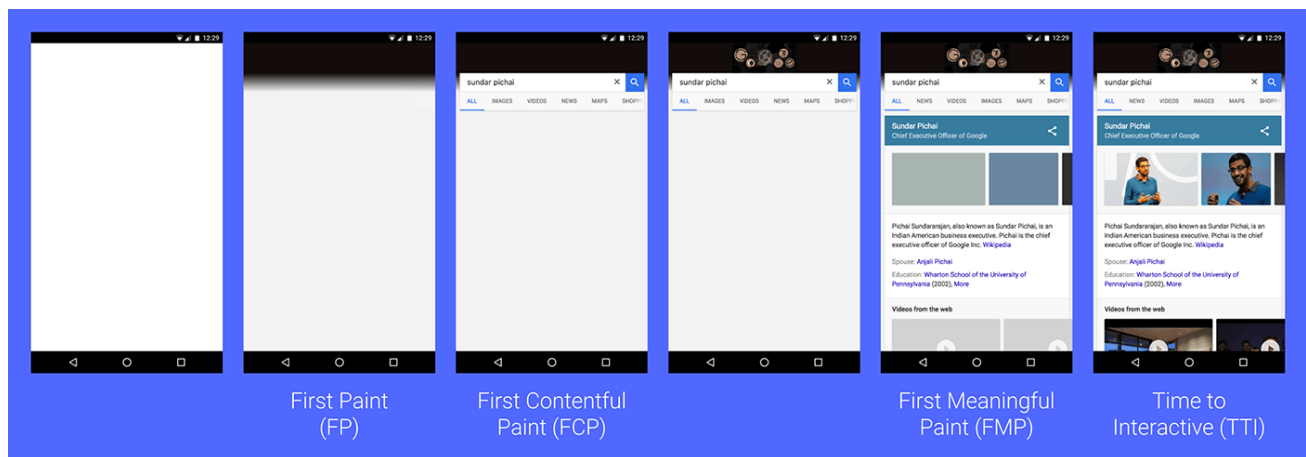 12:29
12:29
12:29
sundar pichai
ALL IMAGES VIDEOS NEWS MAPS SHOPP
12:29
sundar pichai
ALL IMAGES VIDEOS NEWS MAPS SHOPP
12:29
sundar pichai
ALL NEWS VIDEOS IMAGES MAPS SHOP
Sundar Pichai
Chief Executive Officer of Google
Pichai Sundararajan, also known as Sundar Pichai, is an
Indian American business executive. Pichai is the chief
executive officer of Google Inc. Wikipedia
Spouse: Anjali Pichai
Education: Wharton School of the University of
Pennsylvania (2002), More
Videos from the web
12:29
sundar pichai
ALL NEWS VIDEOS IMAGES MAPS SHOP
Sundar Pichai
Chief Executive Officer of Google
Pichai Sundararajan, also known as Sundar Pichai, is an
Indian American business executive. Pichai is the chief
executive officer of Google Inc. Wikipedia
Spouse: Anjali Pichai
Education: Wharton School of the University of
Pennsylvania (2002), More
Videos from the web
First Paint
(FP)
First Contentful
Paint (FCP)
First Meaningful
Paint (FMP)
Time to
Interactive (TTI)